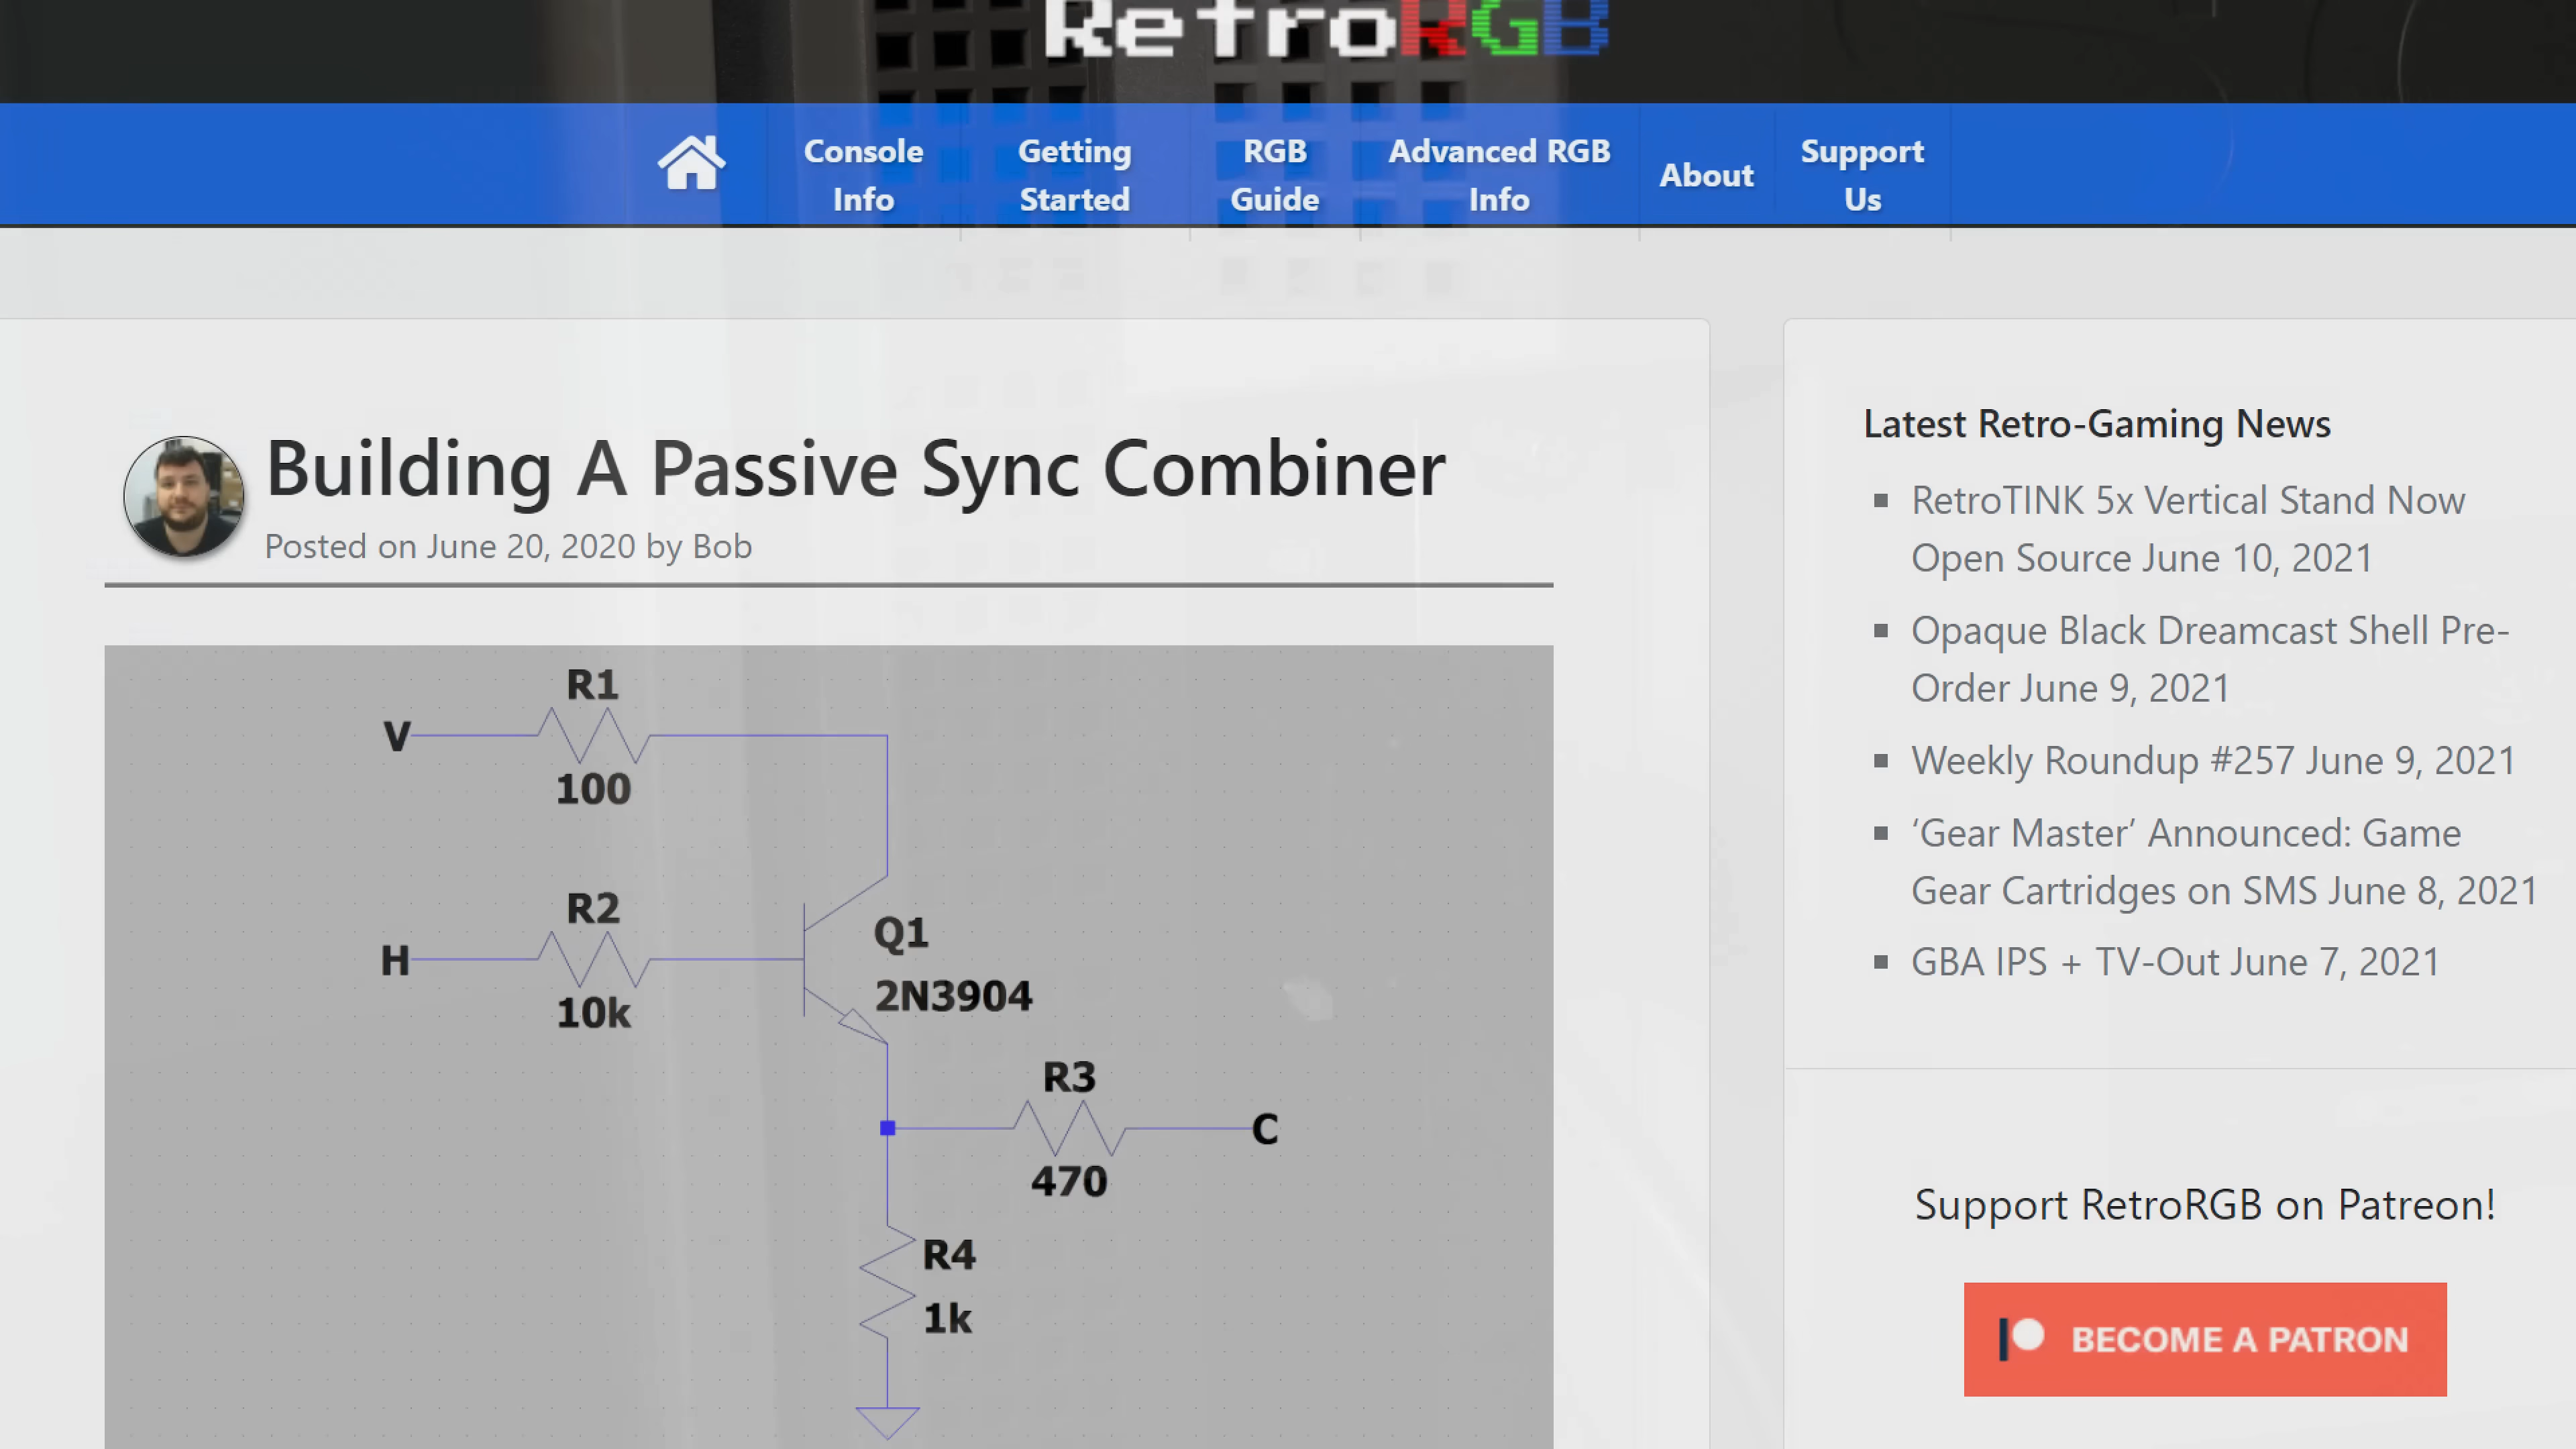 RetroRGB
Console
Info
Getting
Started
RGB
Guide
Advanced RGB
Info
About
Support
Us
Building A Passive Sync Combiner
Posted on June 20, 2020 by Bob
R1
V
100
R2
H
10k
Q1
2N3904
R3
C
470
R4
1k
Latest Retro-Gaming News
RetroTINK 5x Vertical Stand Now
Open Source June 10, 2021
Opaque Black Dreamcast Shell Pre-
Order June 9, 2021
Weekly Roundup #257 June 9, 2021
‘Gear Master’ Announced: Game
Gear Cartridges on SMS June 8, 2021
GBA IPS + TV-Out June 7, 2021
Support RetroRGB on Patreon!
BECOME A PATRON